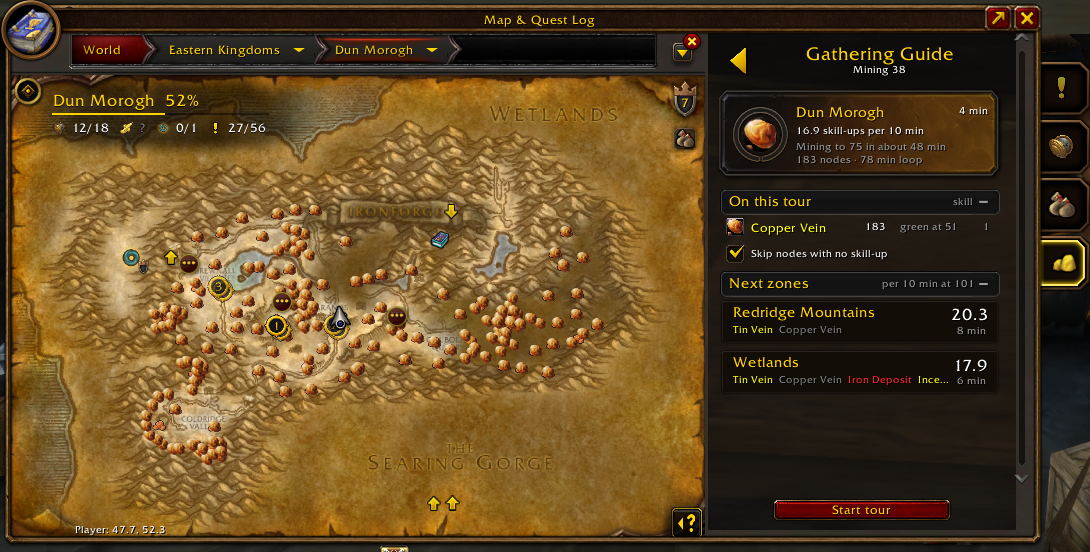 Map & Quest Log
World
Eastern Kingdoms
Dun Morogh
Dun Morogh 52%
12/18 ? 0/1 ! 27/56
WETLANDS
7
IRONFORGE
3
!
COLDRIDGE
VALLEY
THE
SEARING GORGE
Player: 47.7, 52.3
?
Gathering Guide
Mining 38
Dun Morogh 4 min
16.9 skill-ups per 10 min
Mining to 75 in about 48 min
183 nodes · 78 min loop
On this tour skill –
Copper Vein 183 green at 51 1
Skip nodes with no skill-up
Next zones per 10 min at 101 –
Redridge Mountains 20.3
Tin Vein Copper Vein 8 min
Wetlands 17.9
Tin Vein Copper Vein Iron Deposit Ince... 6 min
Start tour
!